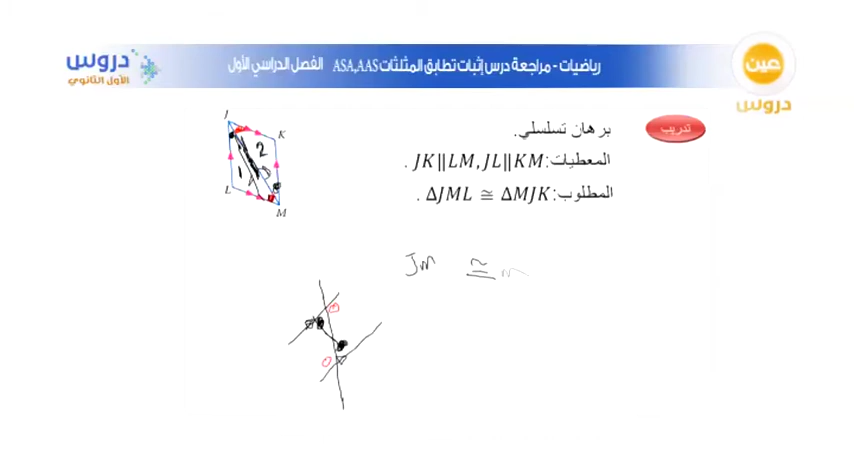 دروس
الأول الثانوي
رياضيات - مراجعة درس إثبات تطابق المثلثات ASA,AAS الفصل الدراسي الأول
عين
دروس
تدريب
برهان تسلسلي.
المعطيات: JK∥LM, JL∥KM .
المطلوب: ΔJML ≅ ΔMJK .
J
K
2
1
L
M
JM ≅ m